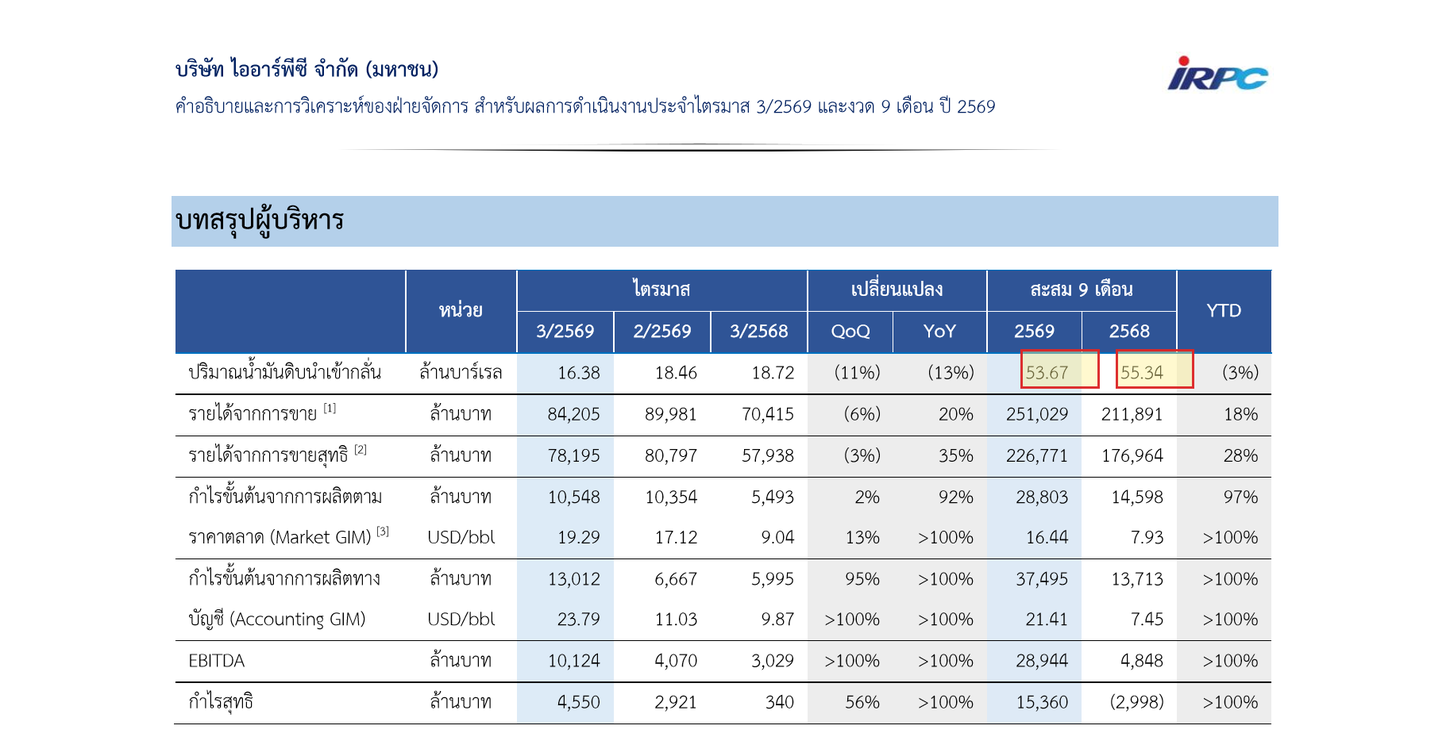 บริษัท ไออาร์พีซี จำกัด (มหาชน)
IRPC
คำอธิบายและการวิเคราะห์ของฝ่ายจัดการ สำหรับผลการดำเนินงานประจำไตรมาส 3/2569 และงวด 9 เดือน ปี 2569
บทสรุปผู้บริหาร
หน่วย ไตรมาส เปลี่ยนแปลง สะสม 9 เดือน YTD
3/2569 2/2569 3/2568 QoQ YoY 2569 2568
ปริมาณน้ำมันดิบนำเข้ากลั่น ล้านบาร์เรล 16.38 18.46 18.72 (11%) (13%) 53.67 55.34 (3%)
รายได้จากการขาย [1] ล้านบาท 84,205 89,981 70,415 (6%) 20% 251,029 211,891 18%
รายได้จากการขายสุทธิ [2] ล้านบาท 78,195 80,797 57,938 (3%) 35% 226,771 176,964 28%
กำไรขั้นต้นจากการผลิตตาม ล้านบาท 10,548 10,354 5,493 2% 92% 28,803 14,598 97%
ราคาตลาด (Market GIM) [3] USD/bbl 19.29 17.12 9.04 13% >100% 16.44 7.93 >100%
กำไรขั้นต้นจากการผลิตทาง ล้านบาท 13,012 6,667 5,995 95% >100% 37,495 13,713 >100%
บัญชี (Accounting GIM) USD/bbl 23.79 11.03 9.87 >100% >100% 21.41 7.45 >100%
EBITDA ล้านบาท 10,124 4,070 3,029 >100% >100% 28,944 4,848 >100%
กำไรสุทธิ ล้านบาท 4,550 2,921 340 56% >100% 15,360 (2,998) >100%